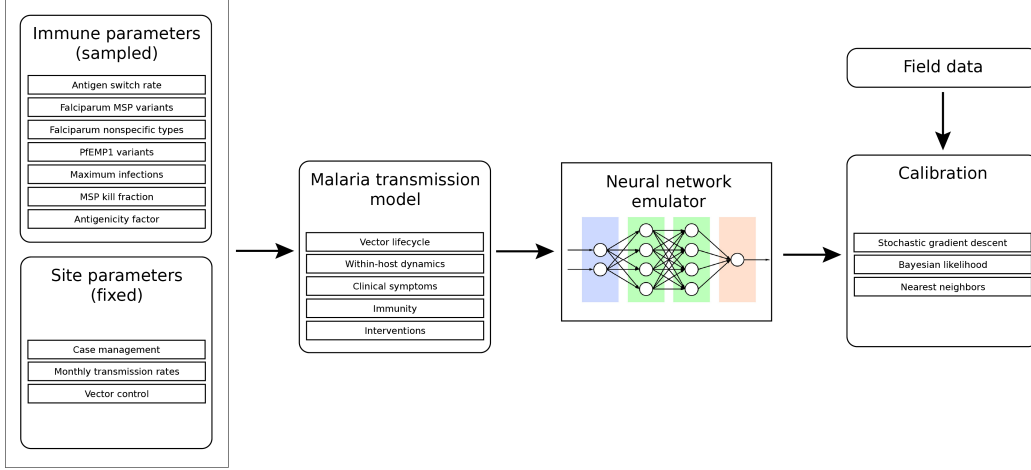 Immune parameters
(sampled)
Antigen switch rate
Falciparum MSP variants
Falciparum nonspecific types
PfEMP1 variants
Maximum infections
MSP kill fraction
Antigenicity factor
Site parameters
(fixed)
Case management
Monthly transmission rates
Vector control
Malaria transmission
model
Vector lifecycle
Within-host dynamics
Clinical symptoms
Immunity
Interventions
Neural network
emulator
Field data
Calibration
Stochastic gradient descent
Bayesian likelihood
Nearest neighbors